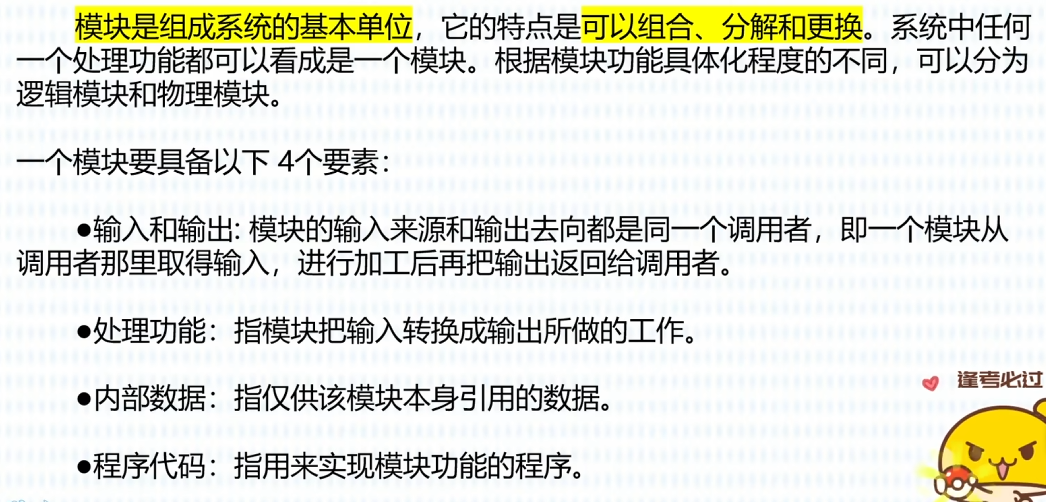 模块是组成系统的基本单位，它的特点是可以组合、分解和更换。系统中任何
一个处理功能都可以看成是一个模块。根据模块功能具体化程度的不同，可以分为
逻辑模块和物理模块。
一个模块要具备以下 4个要素：
●输入和输出: 模块的输入来源和输出去向都是同一个调用者，即一个模块从
调用者那里取得输入，进行加工后再把输出返回给调用者。
●处理功能：指模块把输入转换成输出所做的工作。
●内部数据：指仅供该模块本身引用的数据。
逢考必过
●程序代码：指用来实现模块功能的程序。